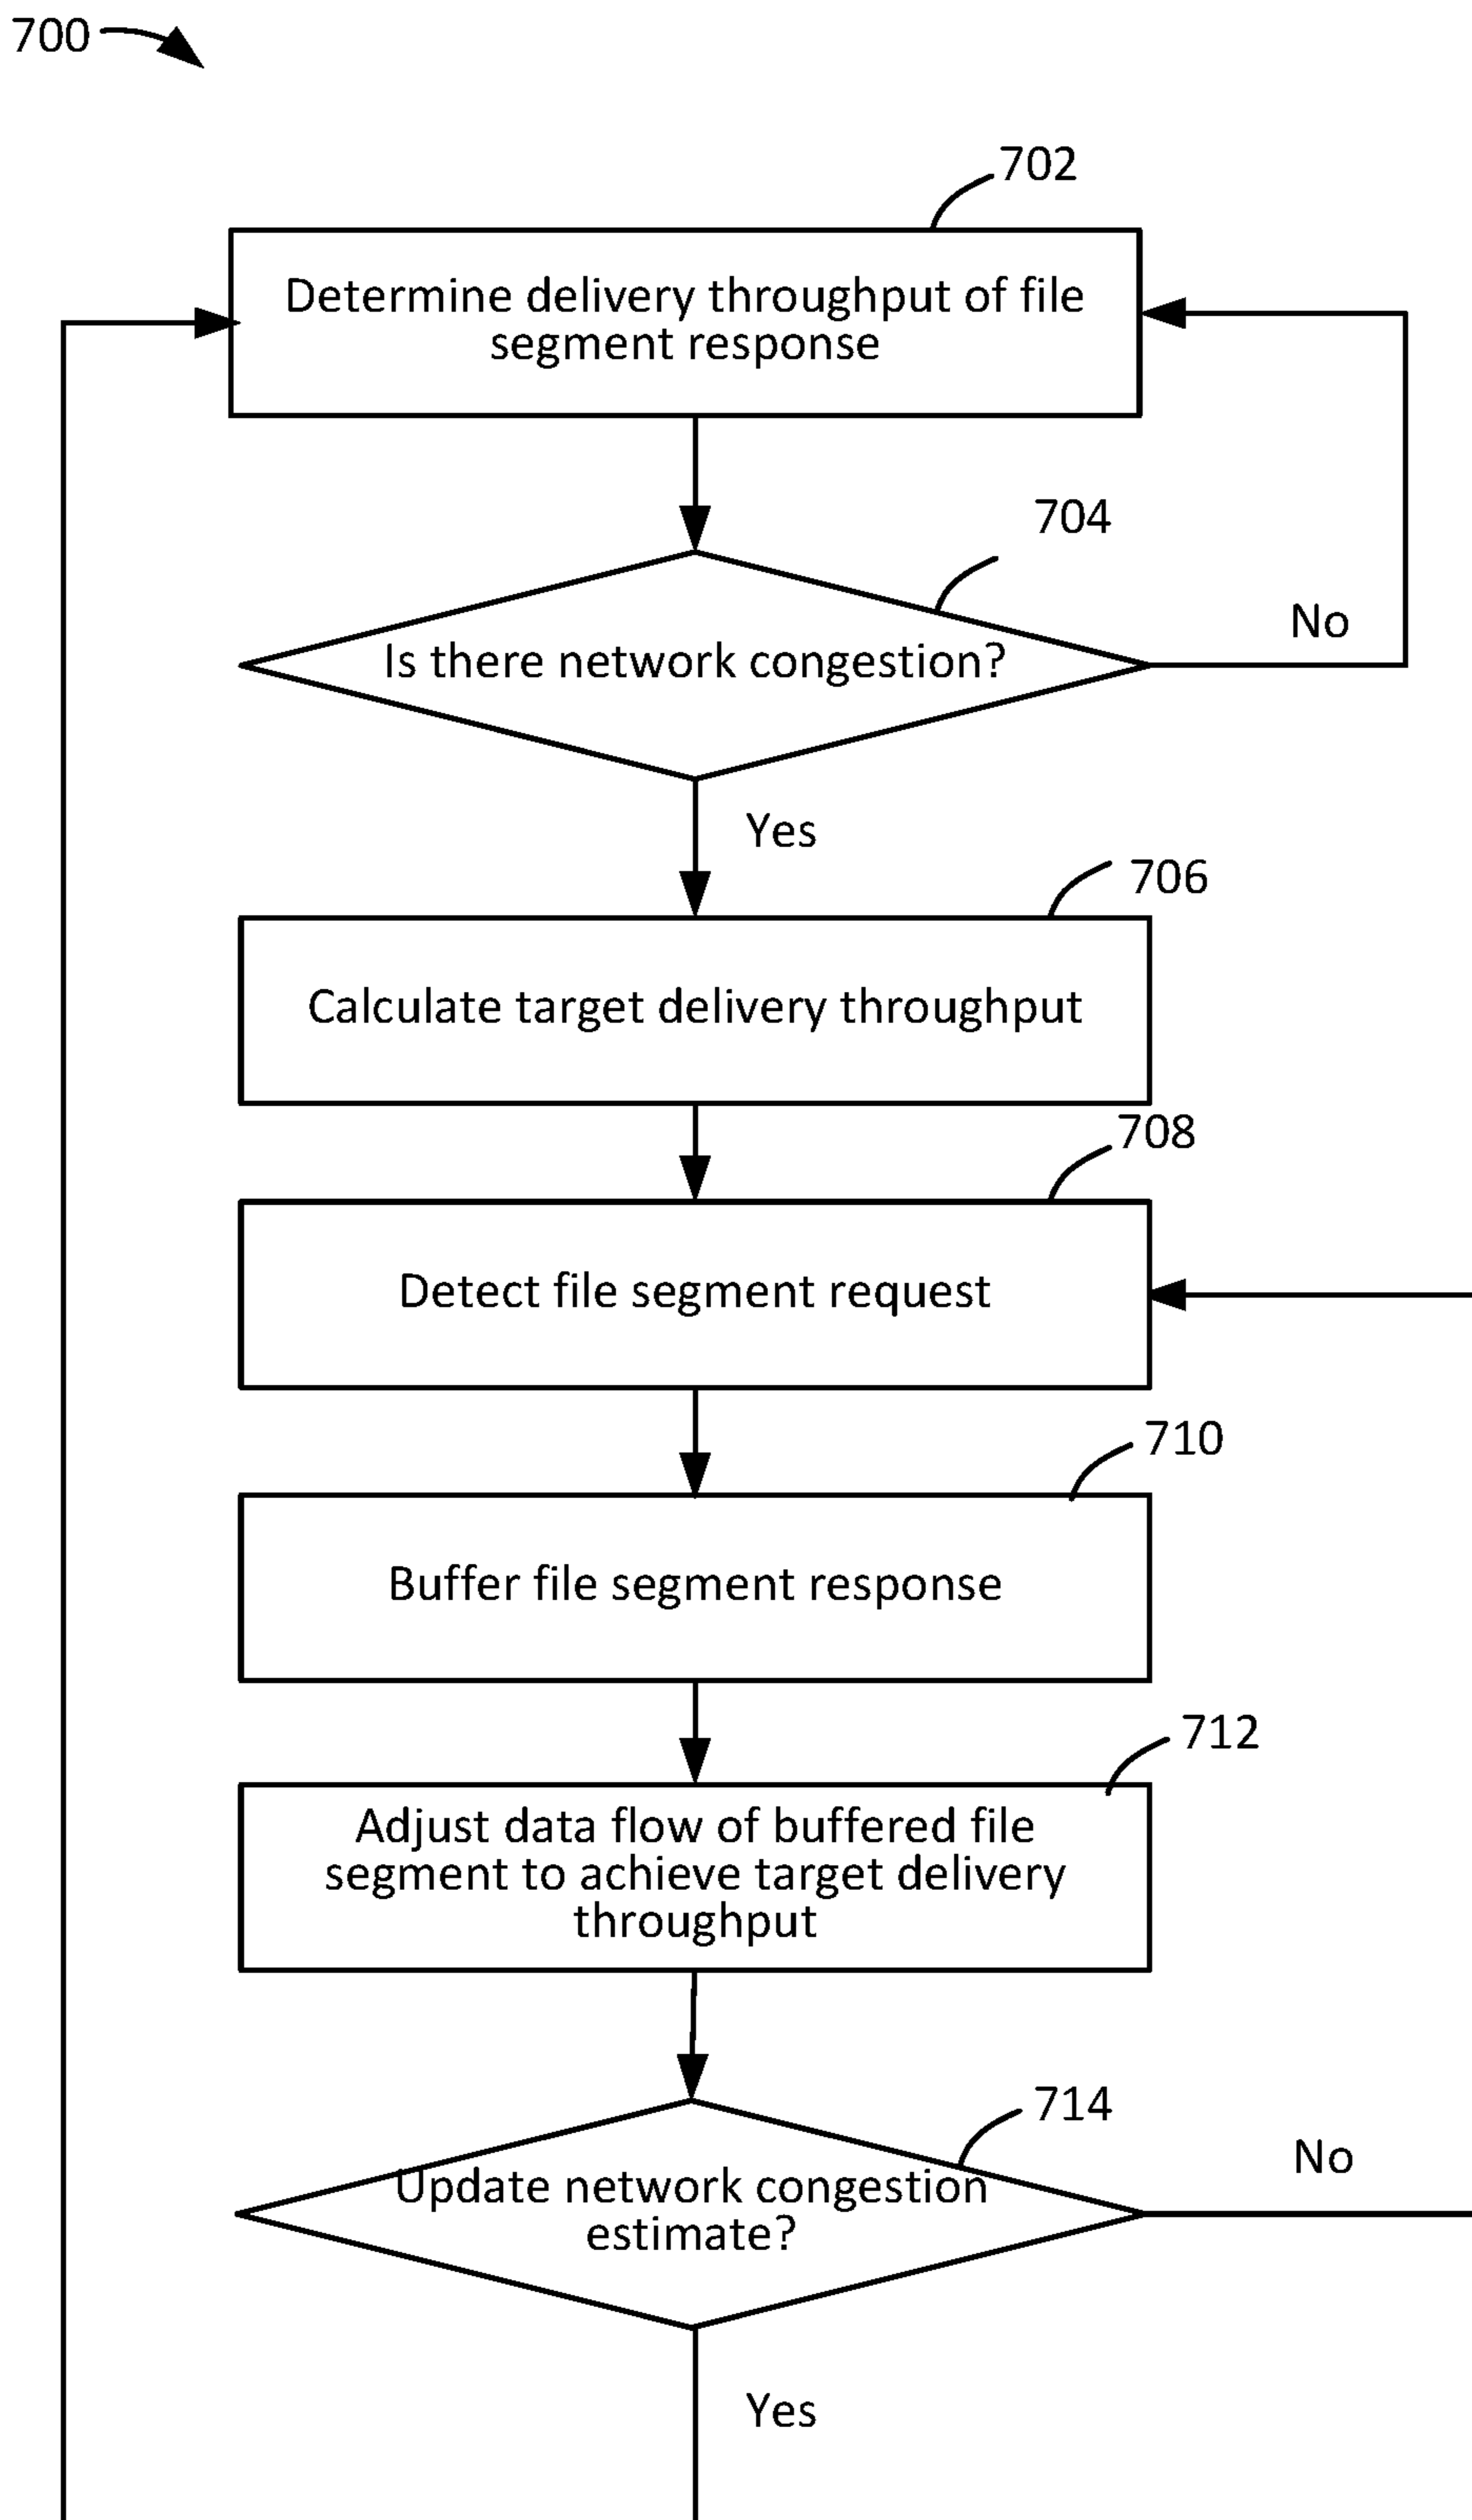 700
702
Determine delivery throughput of file
segment response
704
Is there network congestion?
No
Yes
706
Calculate target delivery throughput
708
Detect file segment request
710
Buffer file segment response
712
Adjust data flow of buffered file
segment to achieve target delivery
throughput
714
No
Update network congestion
estimate?
Yes